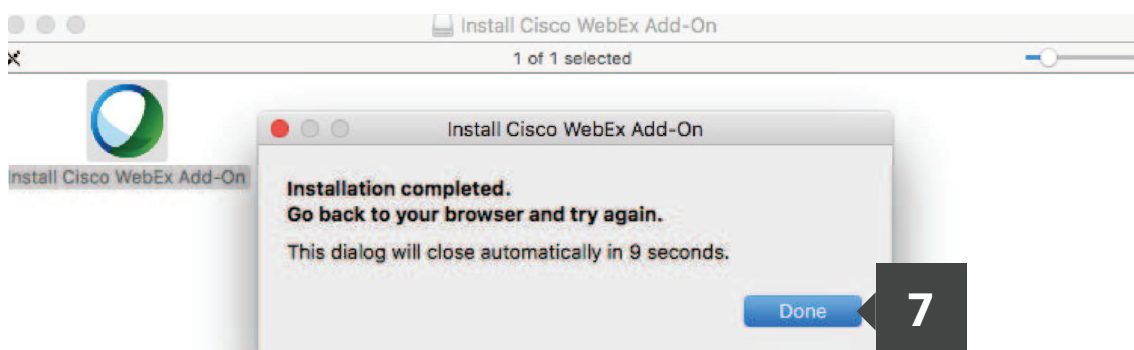 Install Cisco WebEx Add-On
1 of 1 selected
Install Cisco WebEx Add-On
Install Cisco WebEx Add-On
Installation completed.
Go back to your browser and try again.
This dialog will close automatically in 9 seconds.
Done
7